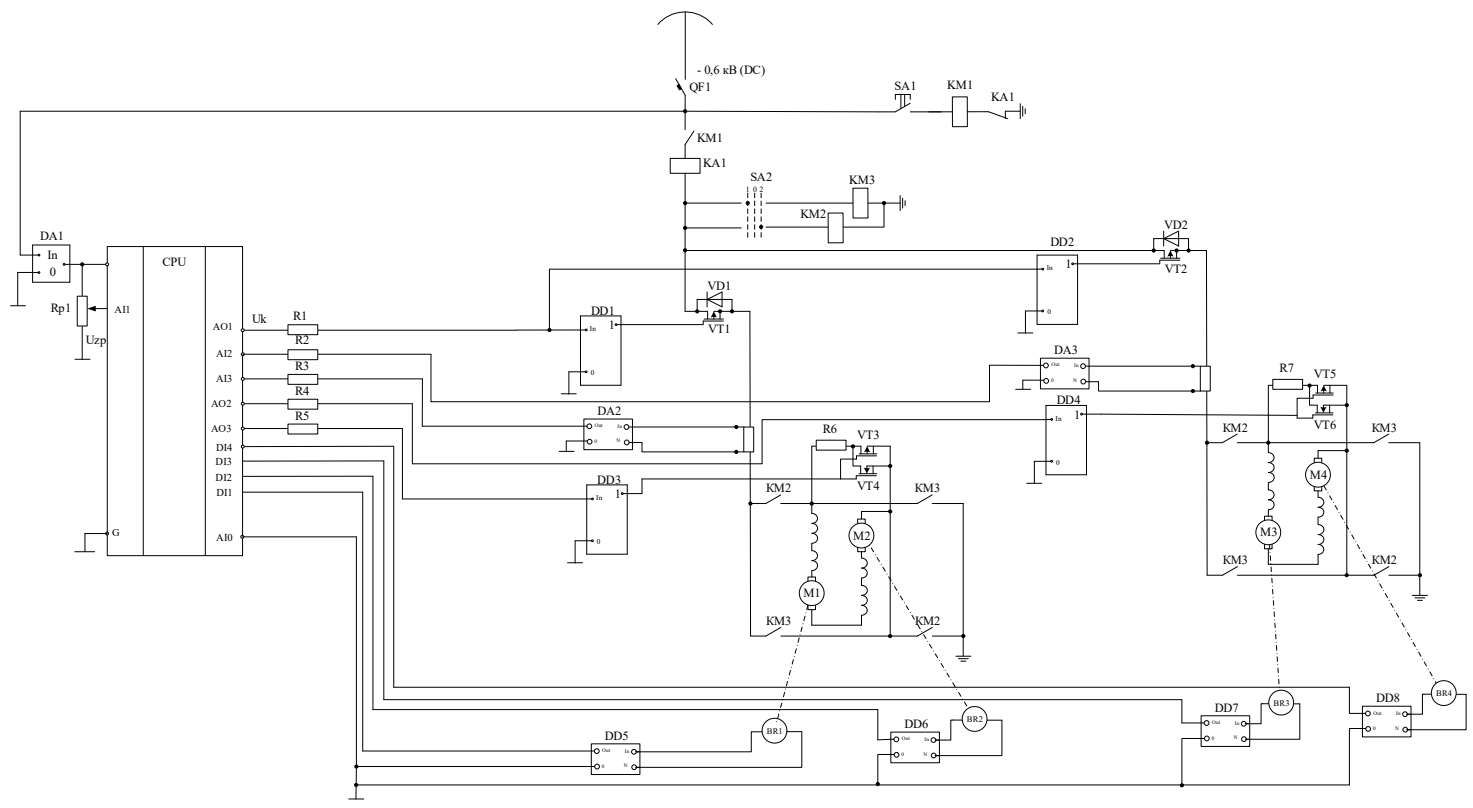 - 0,6 кВ (DC)
QF1
SA1
KM1
KA1
KM1
KA1
SA2
1 0 2
KM3
KM2
DA1
In
0
CPU
Rp1
AI1
Uzp
Uk
AO1
AI2
AI3
AO2
AO3
DI4
DI3
DI2
DI1
AI0
G
R1
R2
R3
R4
R5
DD1
In
1
0
VD1
VT1
DD2
In
1
0
VD2
VT2
DA2
Out
In
0
N
DA3
Out
In
0
N
DD3
In
1
0
DD4
In
1
0
R6
VT3
VT4
KM2
KM3
M1
M2
KM3
KM2
R7
VT5
VT6
KM2
KM3
M3
M4
KM3
KM2
DD5
Out
In
0
N
BR1
DD6
Out
In
0
N
BR2
DD7
Out
In
0
N
BR3
DD8
Out
In
0
N
BR4